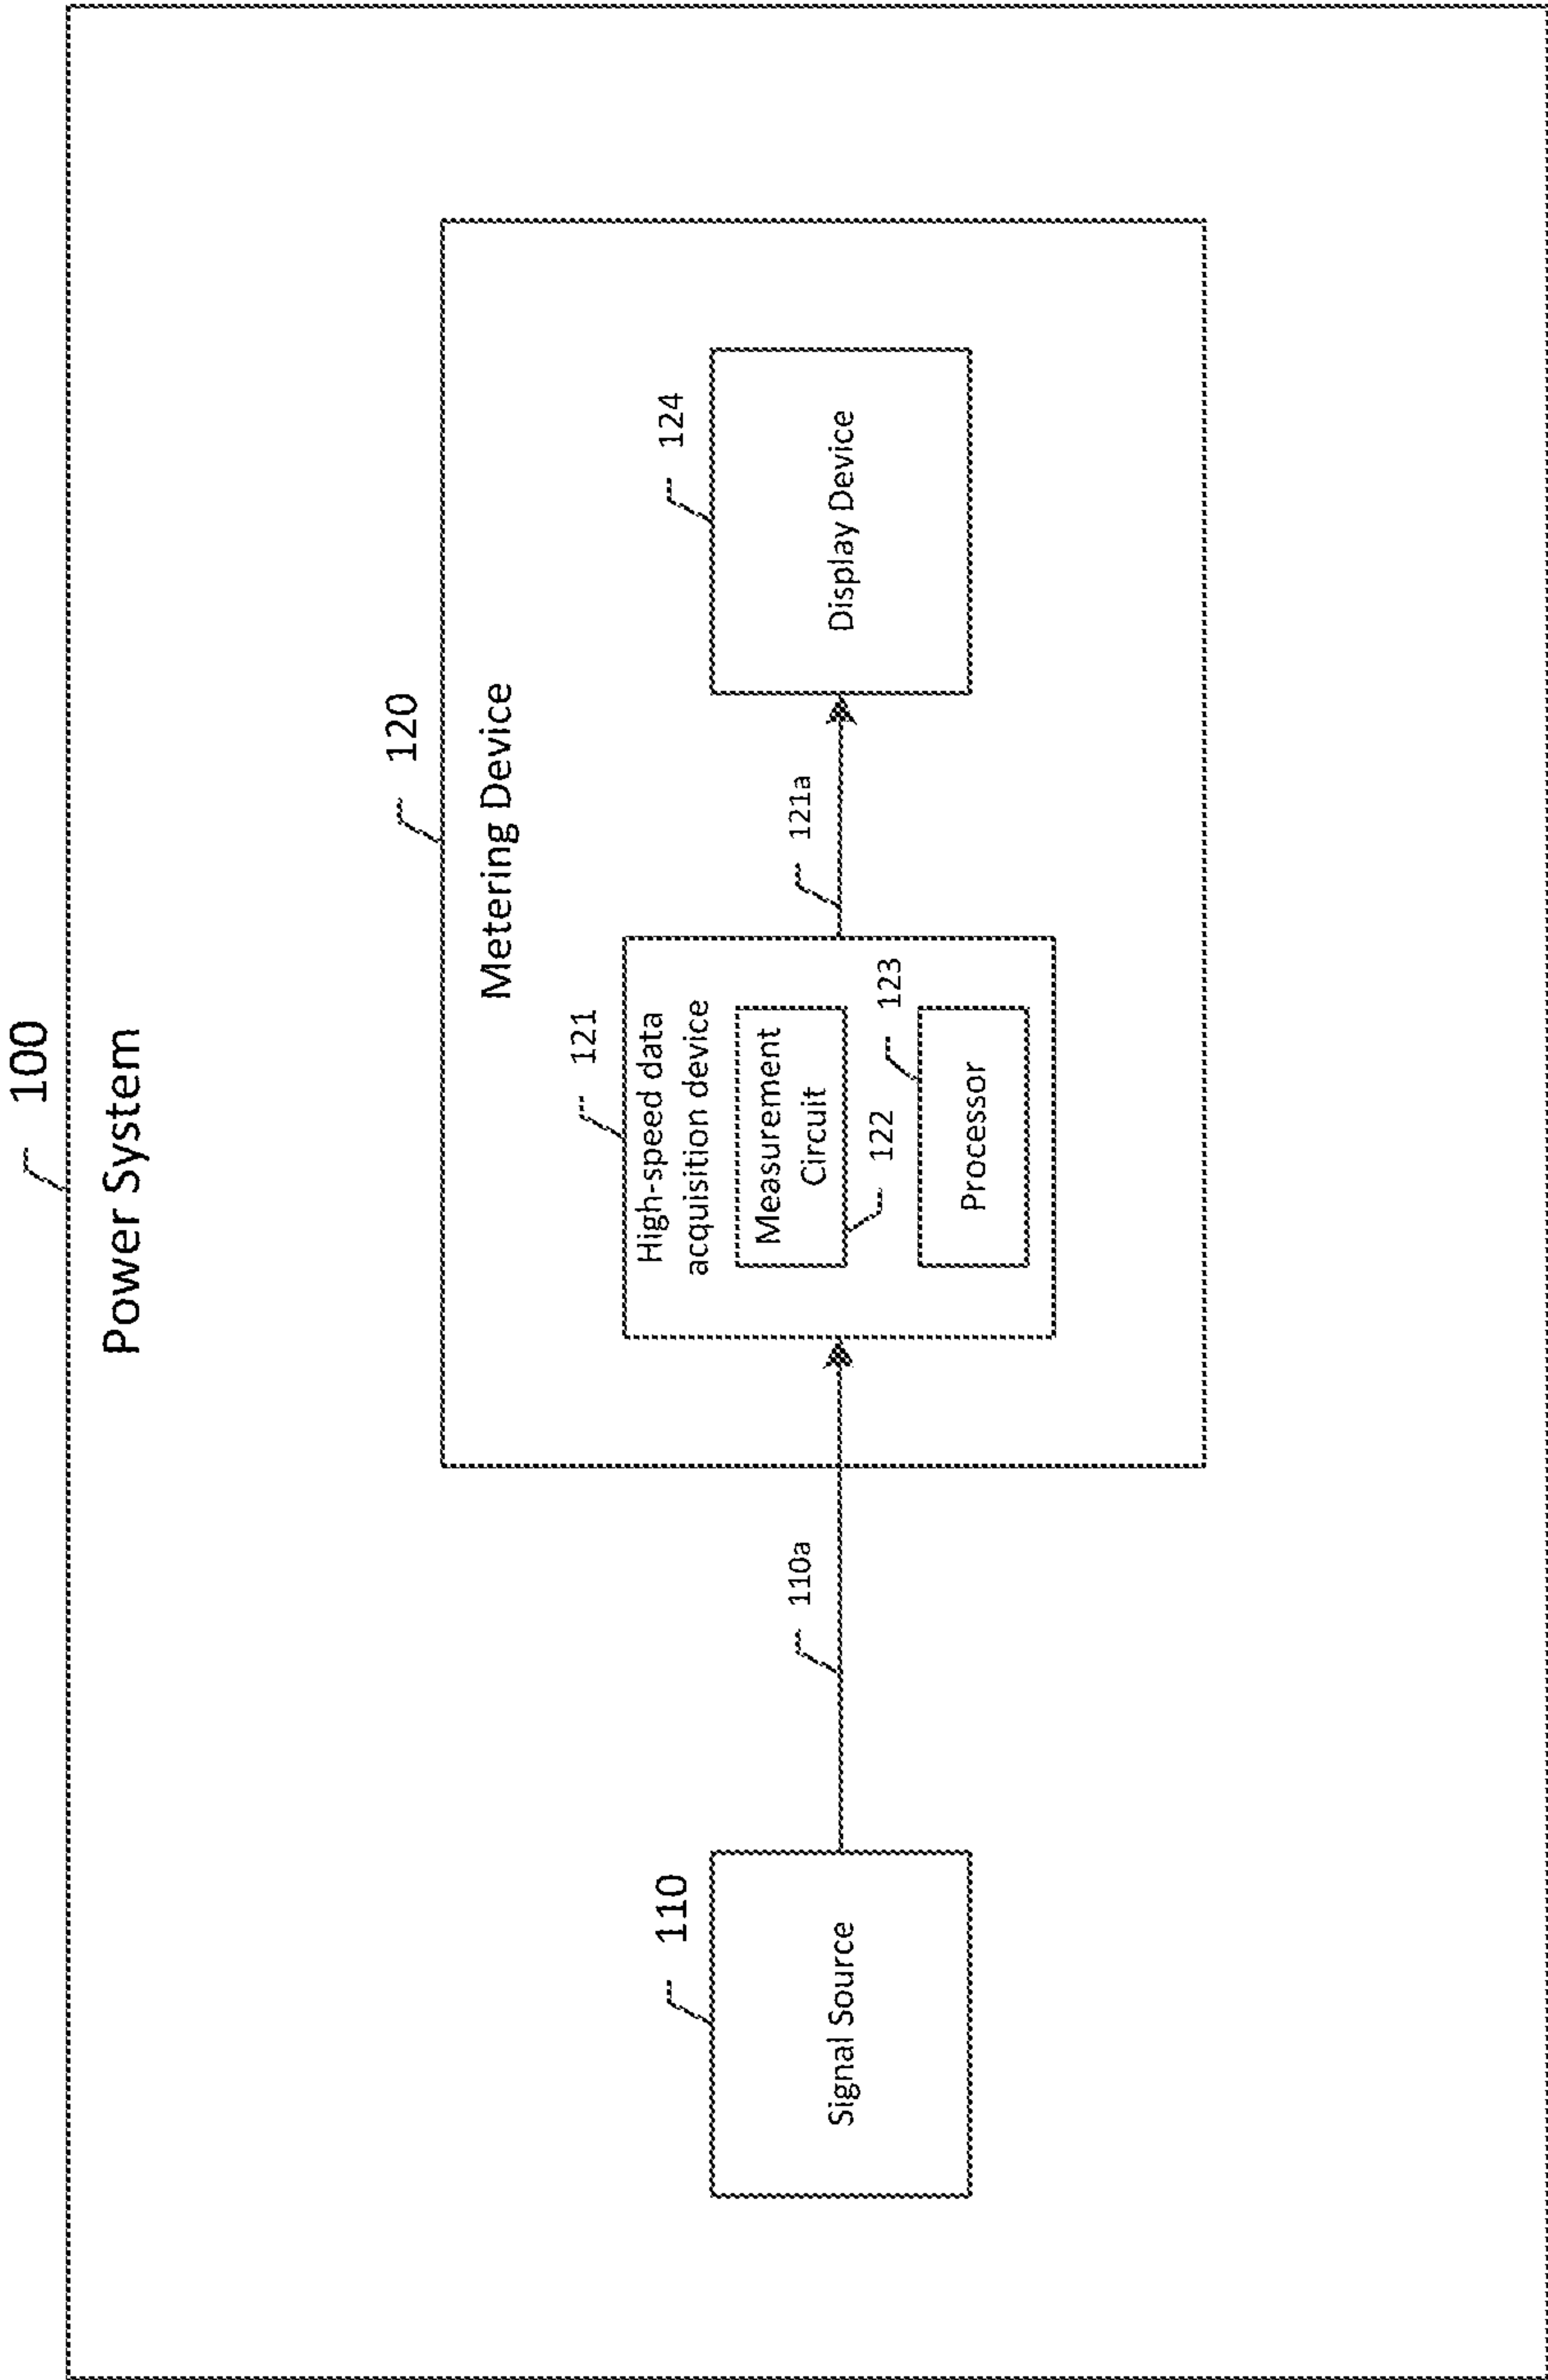 100
Power System
120
Metering Device
110
Signal Source
110a
121
High-speed data
acquisition device
Measurement
Circuit
122
123
Processor
121a
124
Display Device